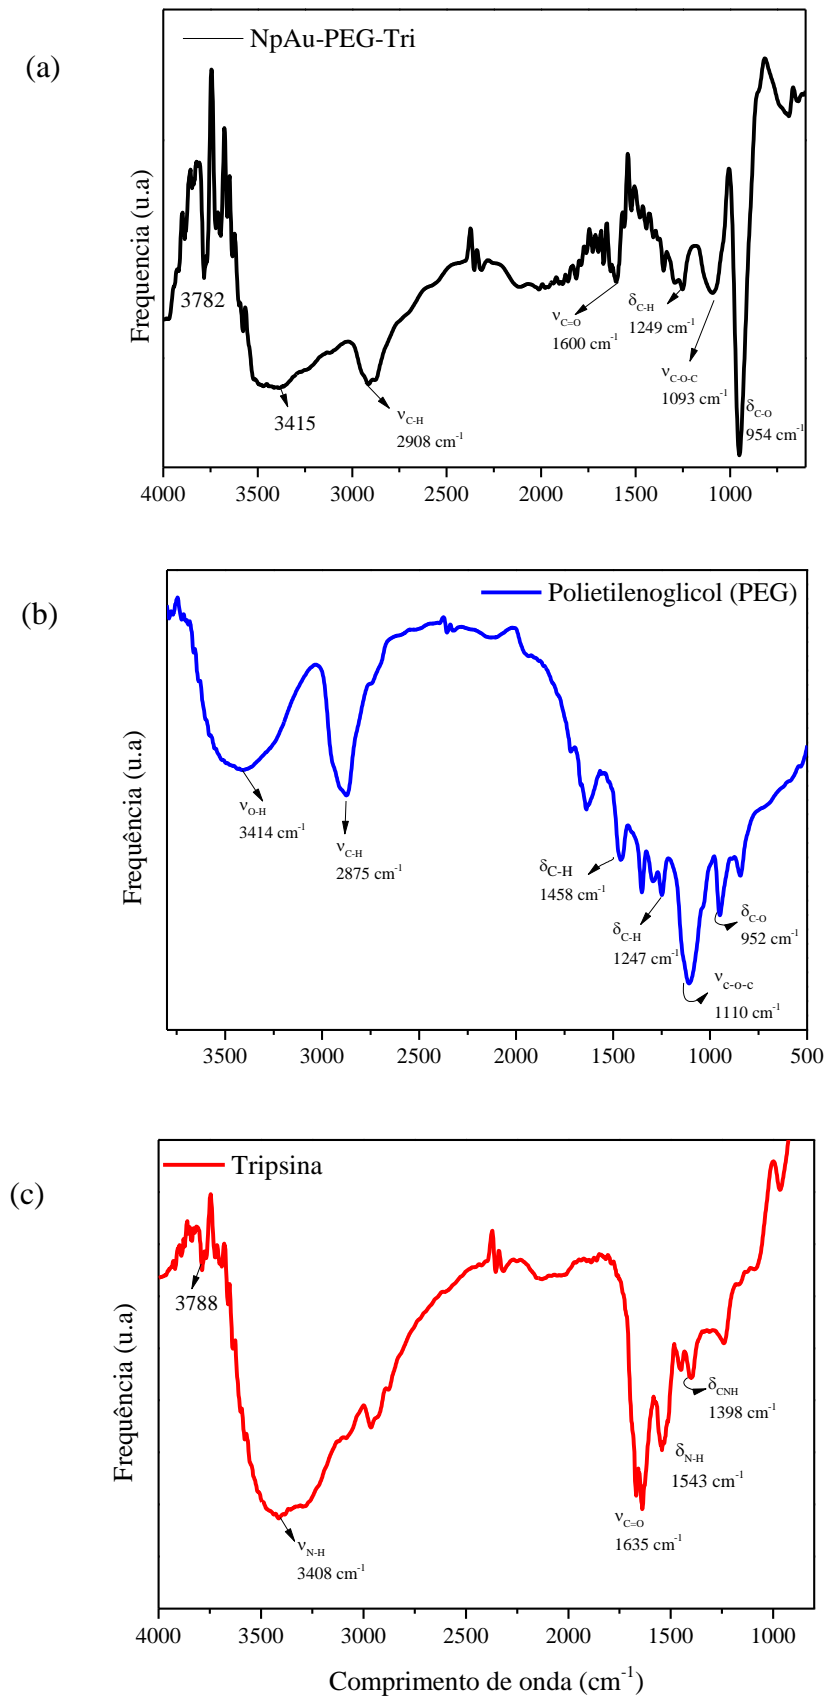 (a)
NpAu-PEG-Tri
Frequencia (u.a)
3782
3415
νC-H
2908 cm-1
νC=O
1600 cm-1
δC-H
1249 cm-1
νC-O-C
1093 cm-1
δC-O
954 cm-1
4000 3500 3000 2500 2000 1500 1000
(b)
Polietilenoglicol (PEG)
Frequência (u.a)
νO-H
3414 cm-1
νC-H
2875 cm-1
δC-H
1458 cm-1
δC-H
1247 cm-1
δC-O
952 cm-1
νC-O-C
1110 cm-1
3500 3000 2500 2000 1500 1000 500
(c)
Tripsina
Frequência (u.a)
3788
νN-H
3408 cm-1
νC=O
1635 cm-1
δCNH
1398 cm-1
δN-H
1543 cm-1
4000 3500 3000 2500 2000 1500 1000
Comprimento de onda (cm-1)